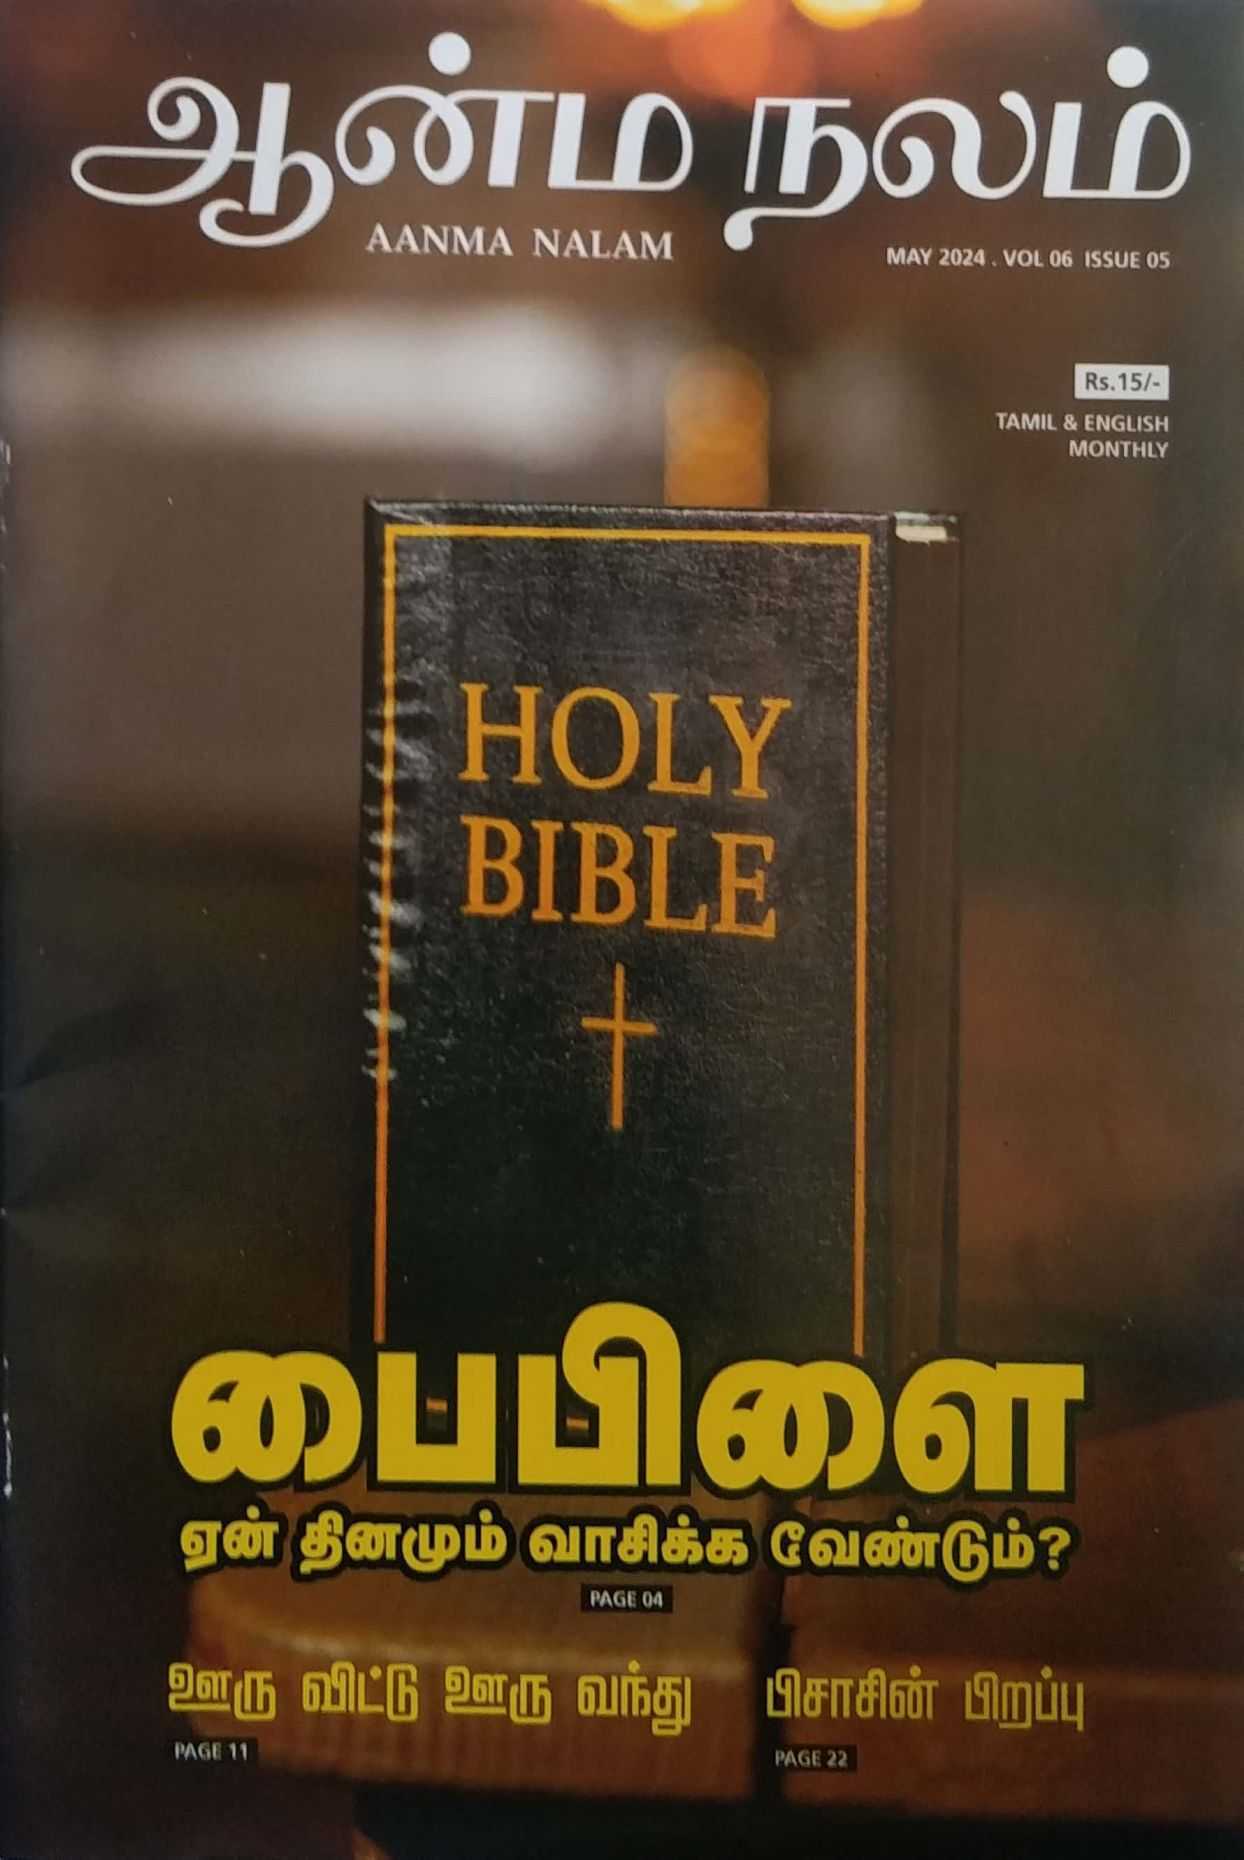 ஆன்ம நலம்
AANMA NALAM
MAY 2024 . VOL 06 ISSUE 05
Rs.15/-
TAMIL & ENGLISH
MONTHLY
HOLY
BIBLE
பைபிளை
ஏன் தினமும் வாசிக்க வேண்டும்?
PAGE 04
ஊரு விட்டு ஊரு வந்து
PAGE 11
பிசாசின் பிறப்பு
PAGE 22